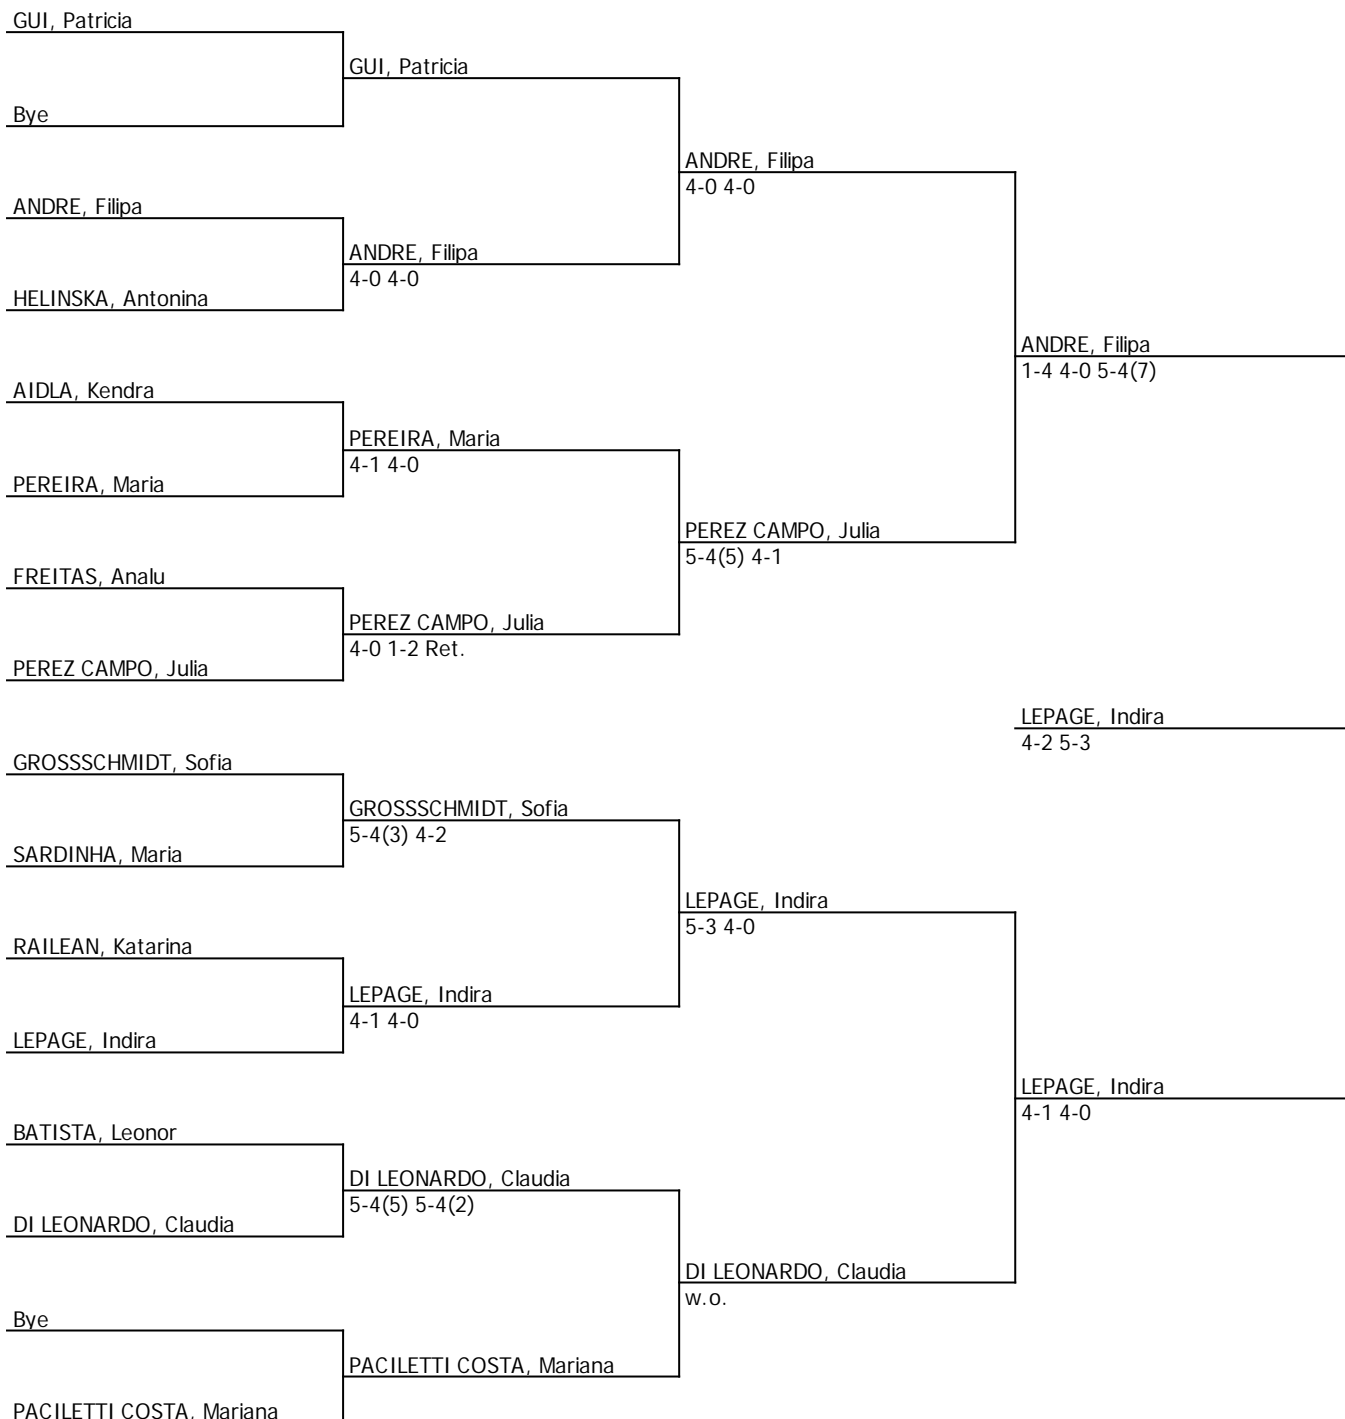 GUI, Patricia
GUI, Patricia
Bye
ANDRE, Filipa
4-0 4-0
ANDRE, Filipa
ANDRE, Filipa
4-0 4-0
HELINSKA, Antonina
ANDRE, Filipa
1-4 4-0 5-4(7)
AIDLA, Kendra
PEREIRA, Maria
4-1 4-0
PEREIRA, Maria
PEREZ CAMPO, Julia
5-4(5) 4-1
FREITAS, Analu
PEREZ CAMPO, Julia
4-0 1-2 Ret.
PEREZ CAMPO, Julia
LEPAGE, Indira
4-2 5-3
GROSSSCHMIDT, Sofia
GROSSSCHMIDT, Sofia
5-4(3) 4-2
SARDINHA, Maria
LEPAGE, Indira
5-3 4-0
RAILEAN, Katarina
LEPAGE, Indira
4-1 4-0
LEPAGE, Indira
LEPAGE, Indira
4-1 4-0
BATISTA, Leonor
DI LEONARDO, Claudia
5-4(5) 5-4(2)
DI LEONARDO, Claudia
DI LEONARDO, Claudia
w.o.
Bye
PACILETTI COSTA, Mariana
PACILETTI COSTA, Mariana